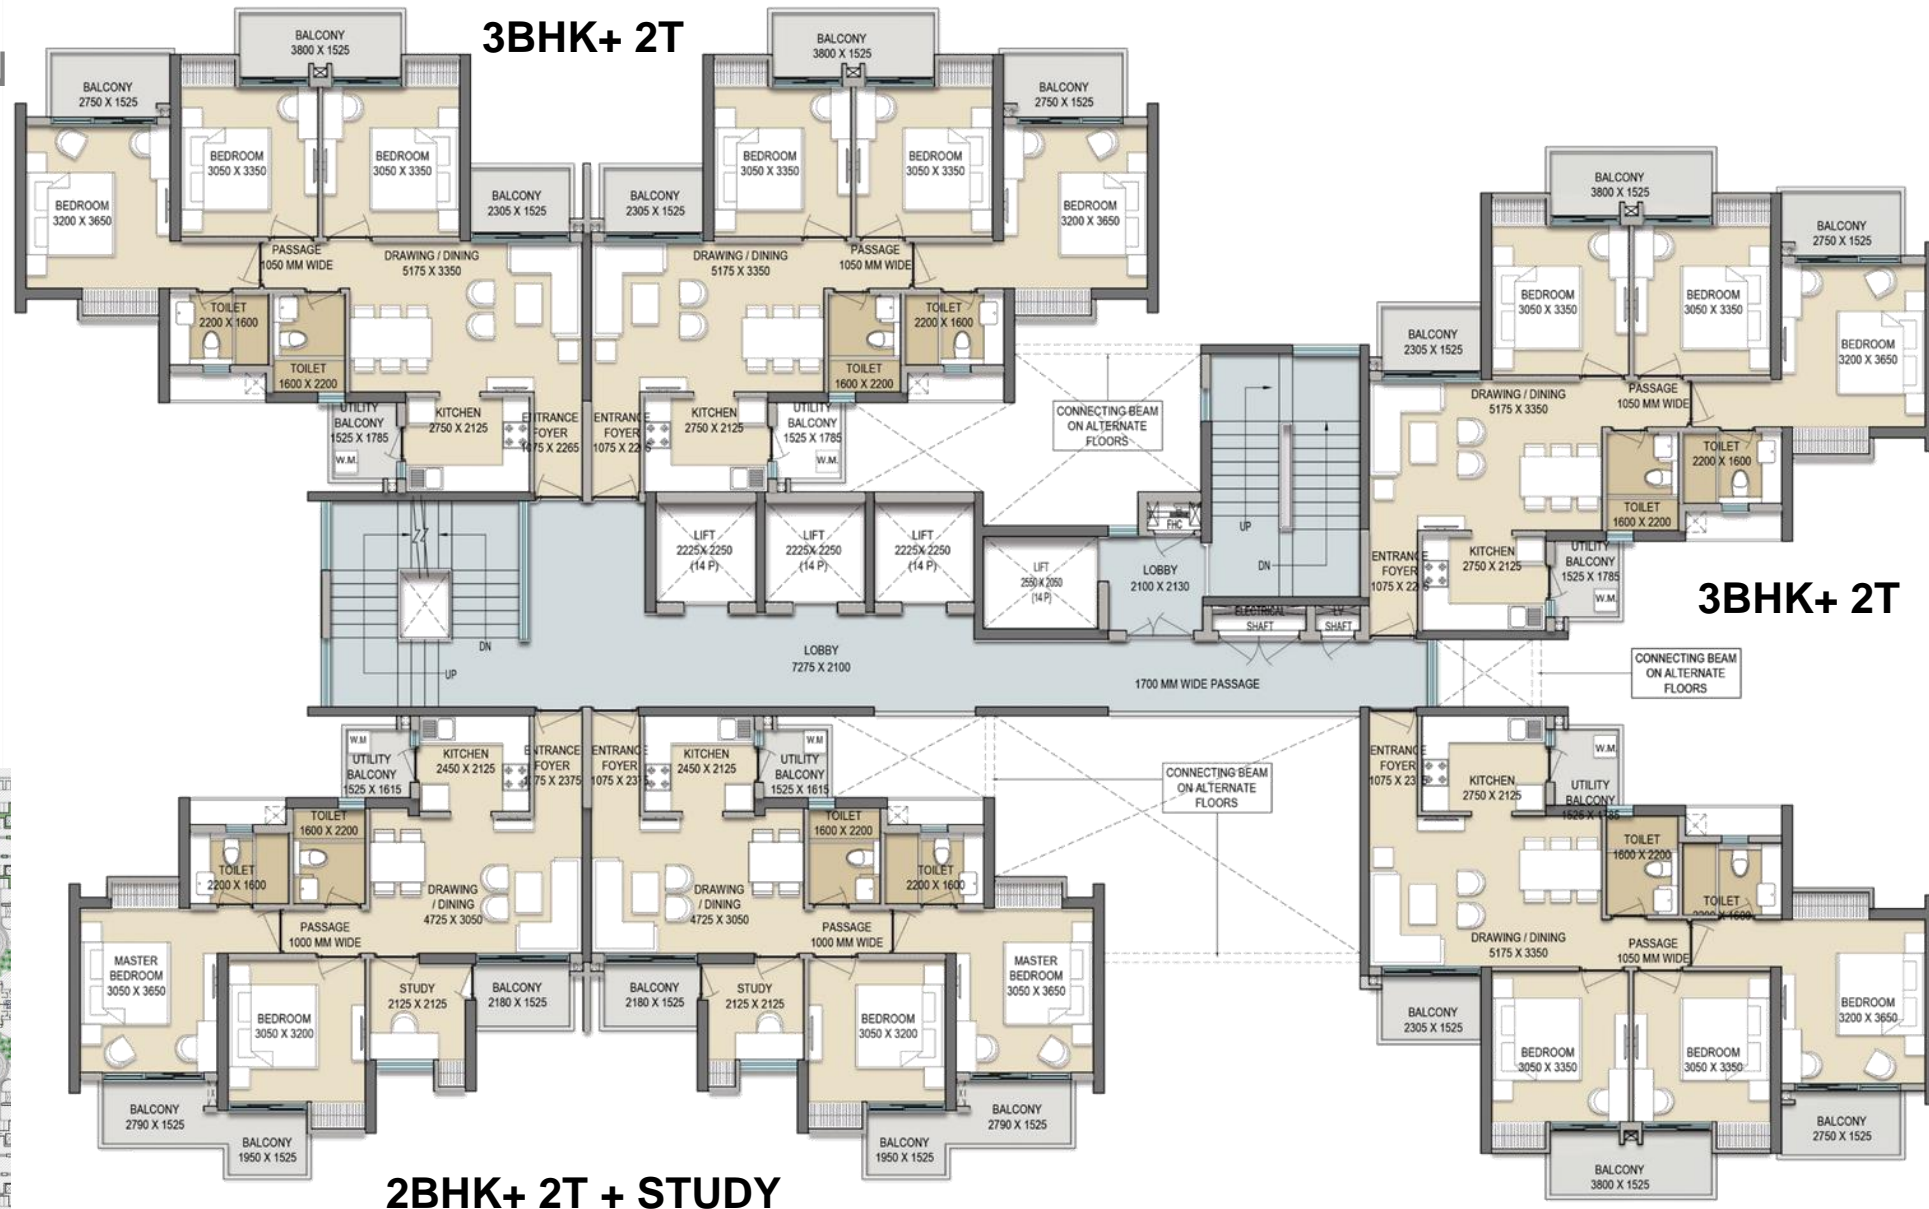 3BHK+ 2T
BALCONY
3800 X 1525
BALCONY
2750 X 1525
BEDROOM
3050 X 3350
BEDROOM
3050 X 3350
BEDROOM
3200 X 3650
BALCONY
2305 X 1525
PASSAGE
1050 MM WIDE
DRAWING / DINING
5175 X 3350
TOILET
2200 X 1600
TOILET
1600 X 2200
UTILITY
BALCONY
1525 X 1785
W.M.
KITCHEN
2750 X 2125
ENTRANCE
FOYER
1075 X 2265
BALCONY
3800 X 1525
BALCONY
2750 X 1525
BEDROOM
3050 X 3350
BEDROOM
3050 X 3350
BEDROOM
3200 X 3650
BALCONY
2305 X 1525
DRAWING / DINING
5175 X 3350
PASSAGE
1050 MM WIDE
TOILET
2200 X 1600
TOILET
1600 X 2200
ENTRANCE
FOYER
KITCHEN
2750 X 2125
UTILITY
BALCONY
1525 X 1785
W.M.
CONNECTING BEAM
ON ALTERNATE
FLOORS
BALCONY
3800 X 1525
BALCONY
2750 X 1525
BEDROOM
3050 X 3350
BEDROOM
3050 X 3350
BEDROOM
3200 X 3650
BALCONY
2305 X 1525
DRAWING / DINING
5175 X 3350
PASSAGE
1050 MM WIDE
TOILET
2200 X 1600
TOILET
1600 X 2200
ENTRANCE
FOYER
KITCHEN
2750 X 2125
UTILITY
BALCONY
1525 X 1785
W.M.
3BHK+ 2T
UP
DN
LIFT
2225X 2250
(14 P)
LIFT
2225X 2250
(14 P)
LIFT
2225X 2250
(14 P)
LIFT
2550 X 2050
(14 P)
FHC
LOBBY
2100 X 2130
UP
DN
ELECTRICAL
SHAFT
LV
SHAFT
LOBBY
7275 X 2100
1700 MM WIDE PASSAGE
CONNECTING BEAM
ON ALTERNATE
FLOORS
W.M
UTILITY
BALCONY
1525 X 1615
KITCHEN
2450 X 2125
ENTRANCE
FOYER
TOILET
1600 X 2200
TOILET
2200 X 1600
DRAWING
/ DINING
4725 X 3050
PASSAGE
1000 MM WIDE
MASTER
BEDROOM
3050 X 3650
BEDROOM
3050 X 3200
STUDY
2125 X 2125
BALCONY
2180 X 1525
BALCONY
2790 X 1525
BALCONY
1950 X 1525
ENTRANCE
FOYER
KITCHEN
2450 X 2125
W.M
UTILITY
BALCONY
1525 X 1615
TOILET
1600 X 2200
TOILET
2200 X 1600
DRAWING
/ DINING
4725 X 3050
PASSAGE
1000 MM WIDE
BALCONY
2180 X 1525
STUDY
2125 X 2125
BEDROOM
3050 X 3200
MASTER
BEDROOM
3050 X 3650
BALCONY
2790 X 1525
BALCONY
1950 X 1525
CONNECTING BEAM
ON ALTERNATE
FLOORS
ENTRANCE
FOYER
KITCHEN
2750 X 2125
W.M.
UTILITY
BALCONY
TOILET
1600 X 2200
TOILET
DRAWING / DINING
5175 X 3350
PASSAGE
1050 MM WIDE
BALCONY
2305 X 1525
BEDROOM
3050 X 3350
BEDROOM
3050 X 3350
BEDROOM
3200 X 3650
BALCONY
2750 X 1525
BALCONY
3800 X 1525
2BHK+ 2T + STUDY